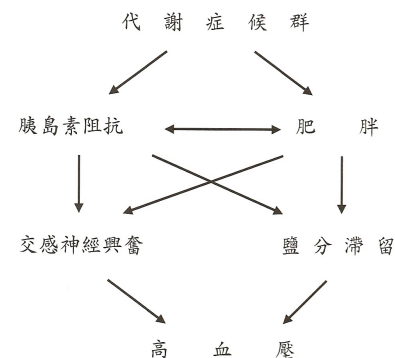 代謝症候群
胰島素阻抗 肥胖
交感神經興奮 鹽分滯留
高血壓